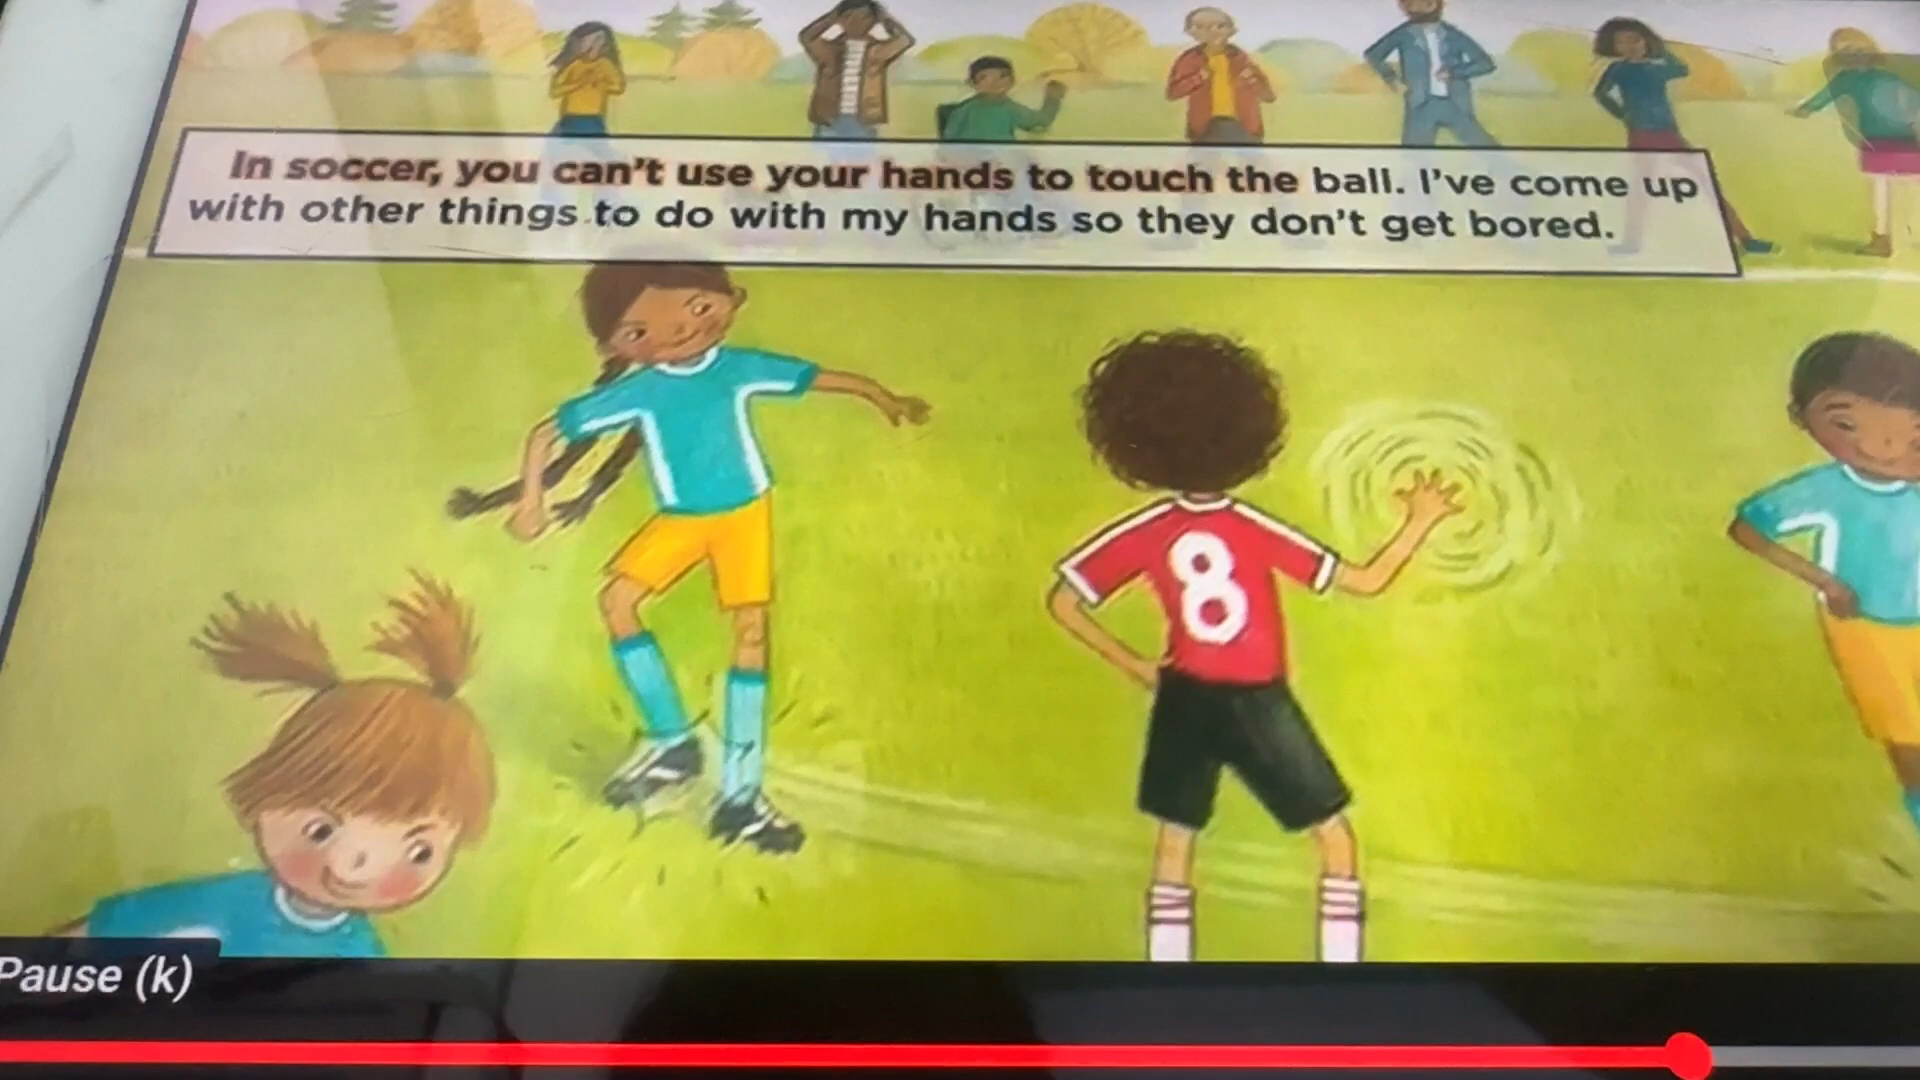 In soccer, you can't use your hands to touch the ball. I've come up
with other things to do with my hands so they don't get bored.
8
Pause (k)